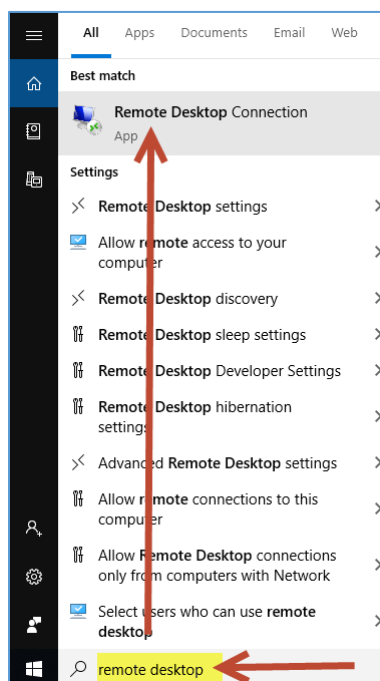 All Apps Documents Email Web
Best match
Remote Desktop Connection
App
Settings
Remote Desktop settings
Allow remote access to your
computer
Remote Desktop discovery
Remote Desktop sleep settings
Remote Desktop Developer Settings
Remote Desktop hibernation
settings
Advanced Remote Desktop settings
Allow remote connections to this
computer
Allow Remote Desktop connections
only from computers with Network
Select users who can use remote
desktop
remote desktop